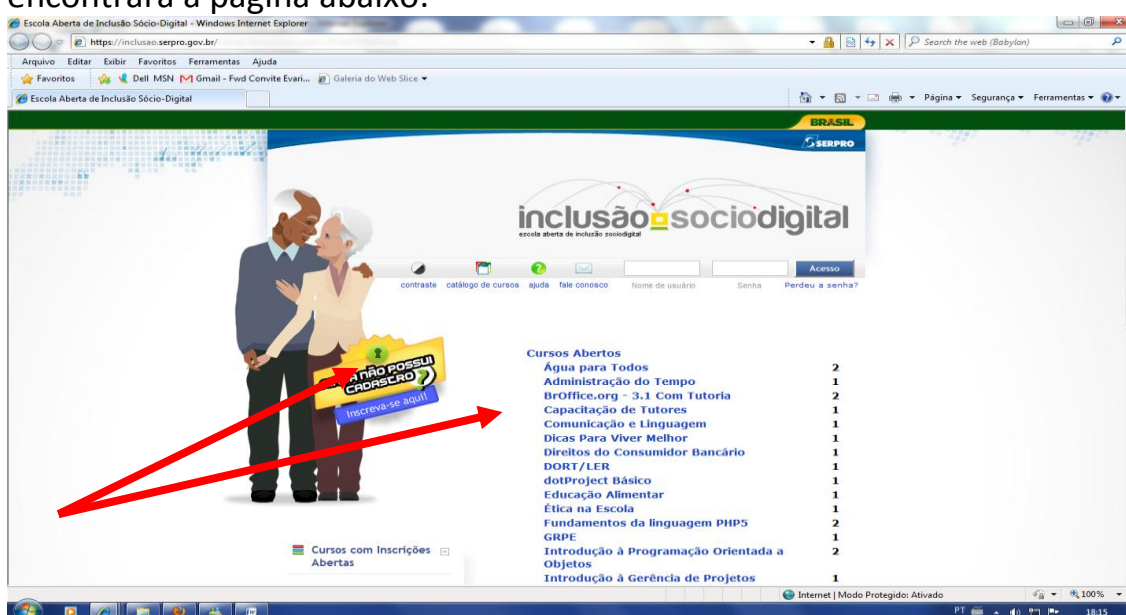 encontrará a página abaixo:
Escola Aberta de Inclusão Sócio-Digital - Windows Internet Explorer
https://inclusao.serpro.gov.br/
Search the web (Babylon)
Arquivo Editar Exibir Favoritos Ferramentas Ajuda
Favoritos Dell MSN Gmail - Fwd Convite Evari... Galeria do Web Slice
Escola Aberta de Inclusão Sócio-Digital
Página Segurança Ferramentas
BRASIL
SERPRO
inclusão sociodigital
escola aberta de inclusão sociodigital
Acesso
contraste catálogo de cursos ajuda fale conosco Nome de usuário Senha Perdeu a senha?
NÃO POSSUI
CADASTRO?
Inscreva-se aqui!
Cursos Abertos
Água para Todos 2
Administração do Tempo 1
BrOffice.org - 3.1 Com Tutoria 2
Capacitação de Tutores 1
Comunicação e Linguagem 1
Dicas Para Viver Melhor 1
Direitos do Consumidor Bancário 1
DORT/LER 1
dotProject Básico 1
Educação Alimentar 1
Ética na Escola 1
Fundamentos da linguagem PHP5 2
GRPE 1
Introdução à Programação Orientada a 2
Objetos
Introdução à Gerência de Projetos 1
Cursos com Inscrições
Abertas
Internet | Modo Protegido: Ativado 100%
PT 18:15